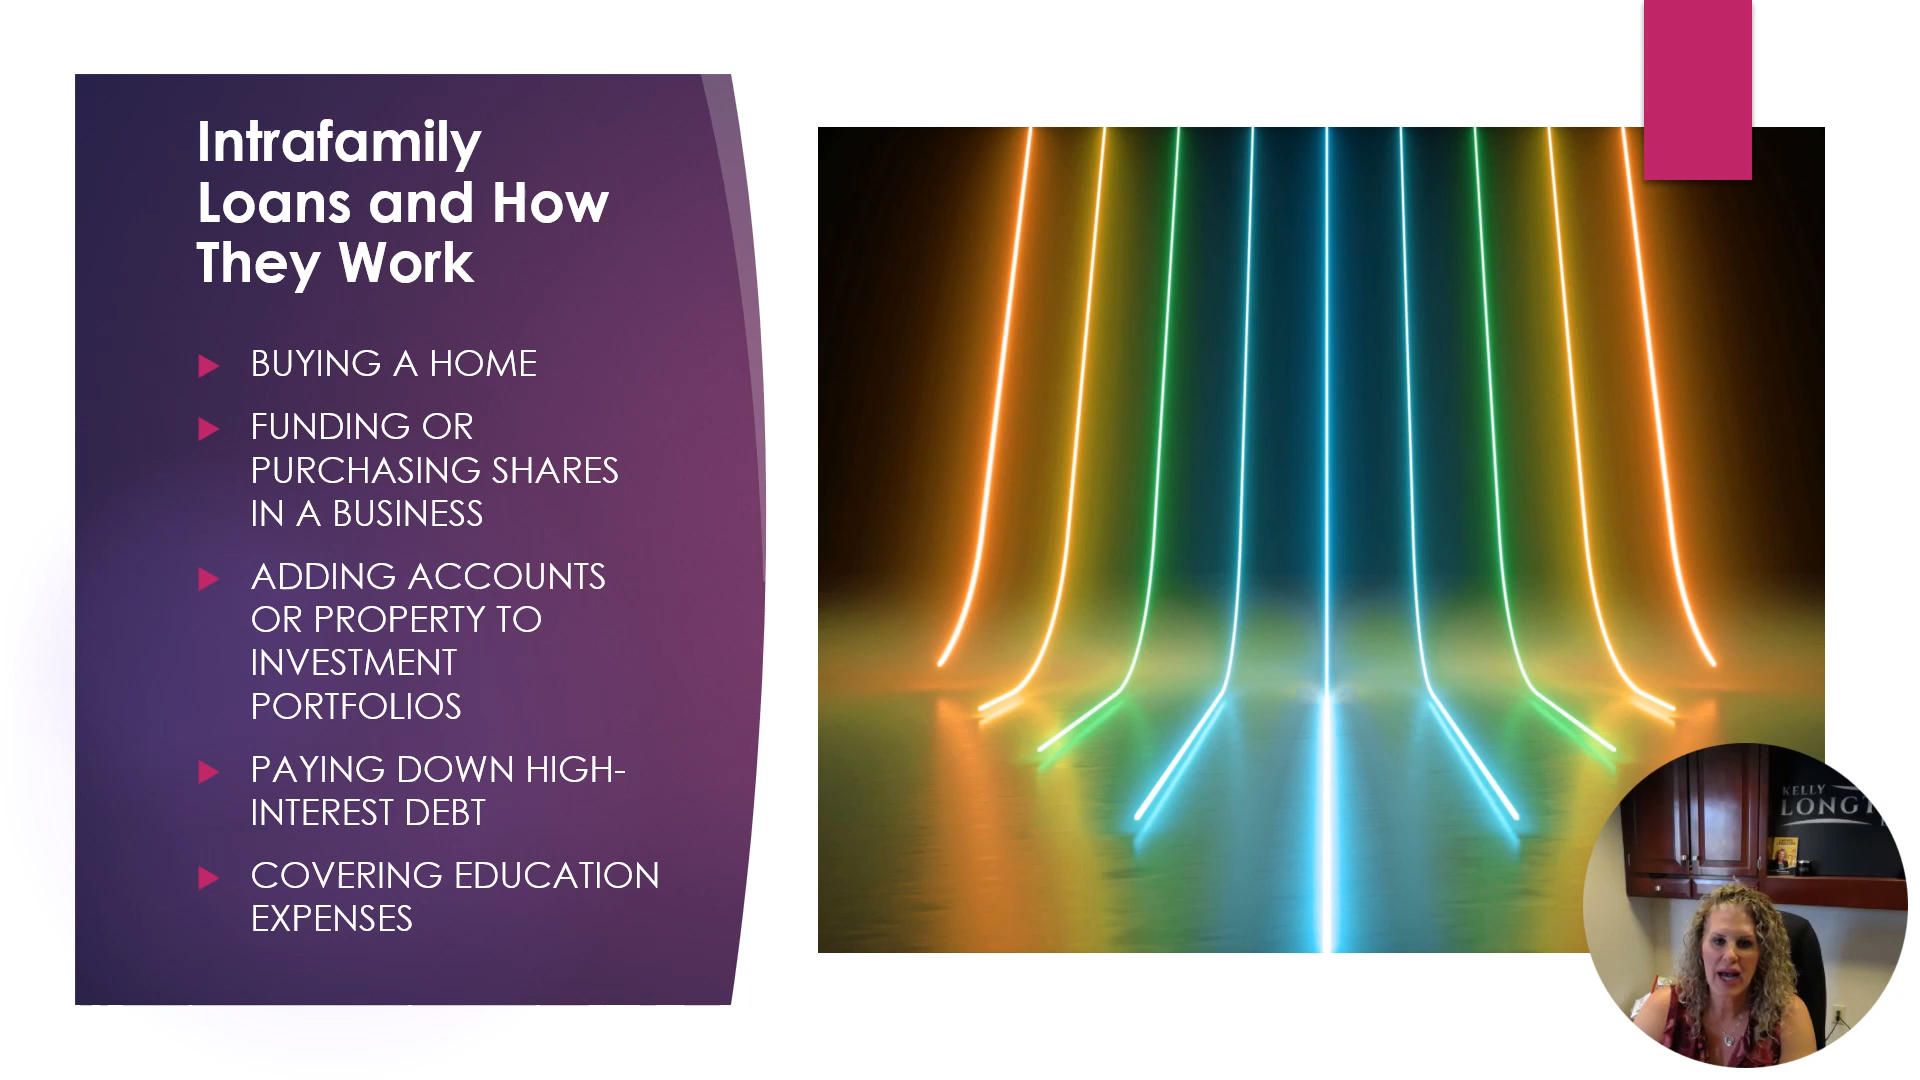 Intrafamily
Loans and How
They Work
BUYING A HOME
FUNDING OR
PURCHASING SHARES
IN A BUSINESS
ADDING ACCOUNTS
OR PROPERTY TO
INVESTMENT
PORTFOLIOS
PAYING DOWN HIGH-
INTEREST DEBT
COVERING EDUCATION
EXPENSES
KELLY